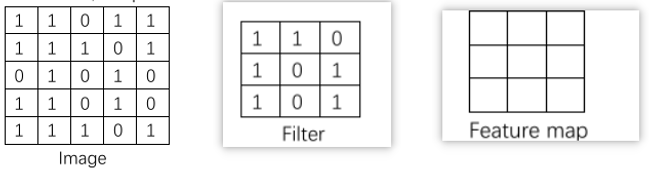 1 1 0 1 1
1 1 1 0 1
0 1 0 1 0
1 1 0 1 0
1 1 1 0 1
Image
1 1 0
1 0 1
1 0 1
Filter
Feature map